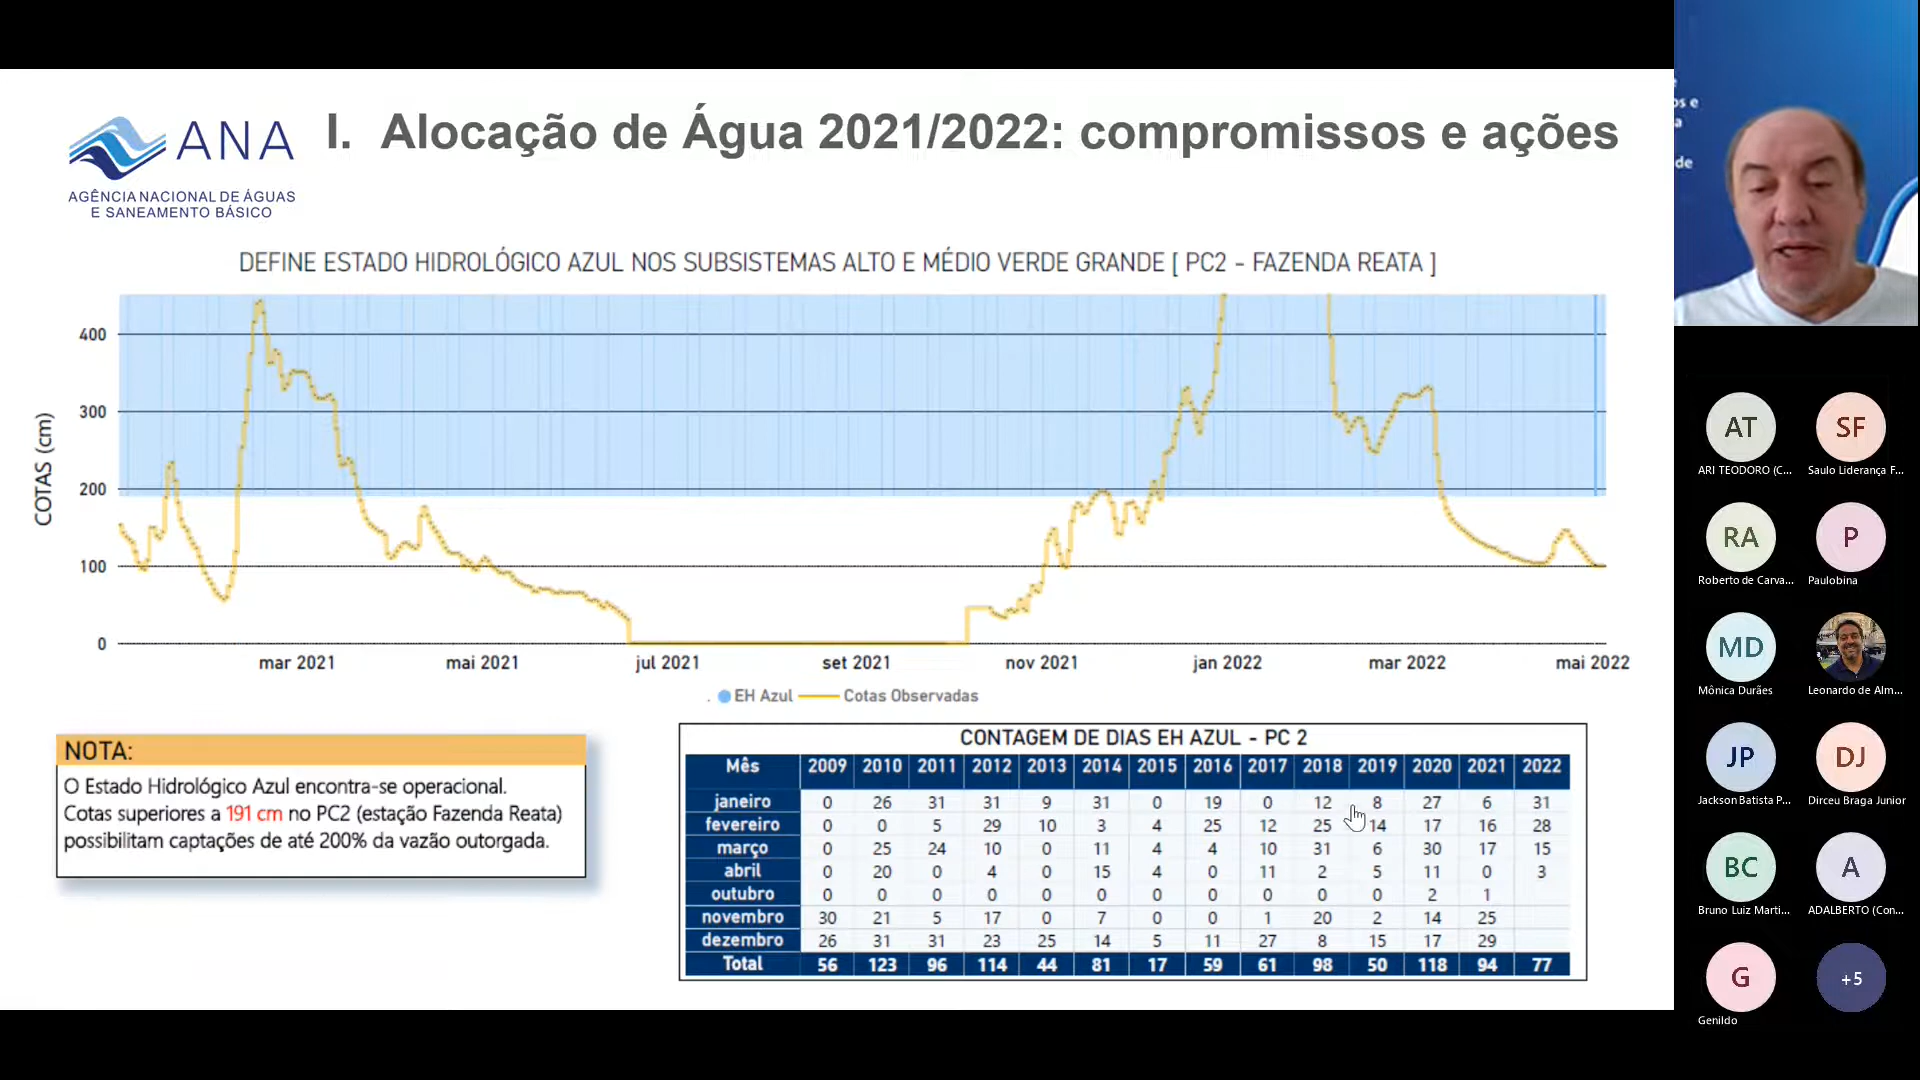 ANA
AGÊNCIA NACIONAL DE ÁGUAS
E SANEAMENTO BÁSICO
I. Alocação de Água 2021/2022: compromissos e ações
DEFINE ESTADO HIDROLÓGICO AZUL NOS SUBSISTEMAS ALTO E MÉDIO VERDE GRANDE [ PC2 - FAZENDA REATA ]
COTAS (cm)
400
300
200
100
0
mar 2021 mai 2021 jul 2021 set 2021 nov 2021 jan 2022 mar 2022 mai 2022
. EH Azul Cotas Observadas
NOTA:
O Estado Hidrológico Azul encontra-se operacional.
Cotas superiores a 191 cm no PC2 (estação Fazenda Reata)
possibilitam captações de até 200% da vazão outorgada.
CONTAGEM DE DIAS EH AZUL - PC 2
Mês 2009 2010 2011 2012 2013 2014 2015 2016 2017 2018 2019 2020 2021 2022
janeiro 0 26 31 31 9 31 0 19 0 12 8 27 6 31
fevereiro 0 0 5 29 10 3 4 25 12 25 14 17 16 28
março 0 25 24 10 0 11 4 4 10 31 6 30 17 15
abril 0 20 0 4 0 15 4 0 11 2 5 11 0 3
outubro 0 0 0 0 0 0 0 0 0 0 0 2 1
novembro 30 21 5 17 0 7 0 0 1 20 2 14 25
dezembro 26 31 31 23 25 14 5 11 27 8 15 17 29
Total 56 123 96 114 44 81 17 59 61 98 50 118 94 77
os e
a
de
AT SF
ARI TEODORO (C... Saulo Liderança F...
RA P
Roberto de Carva... Paulobina
MD
Mônica Durães Leonardo de Alm...
JP DJ
Jackson Batista P... Dirceu Braga Junior
BC A
Bruno Luiz Marti... ADALBERTO (Con...
G +5
Genildo